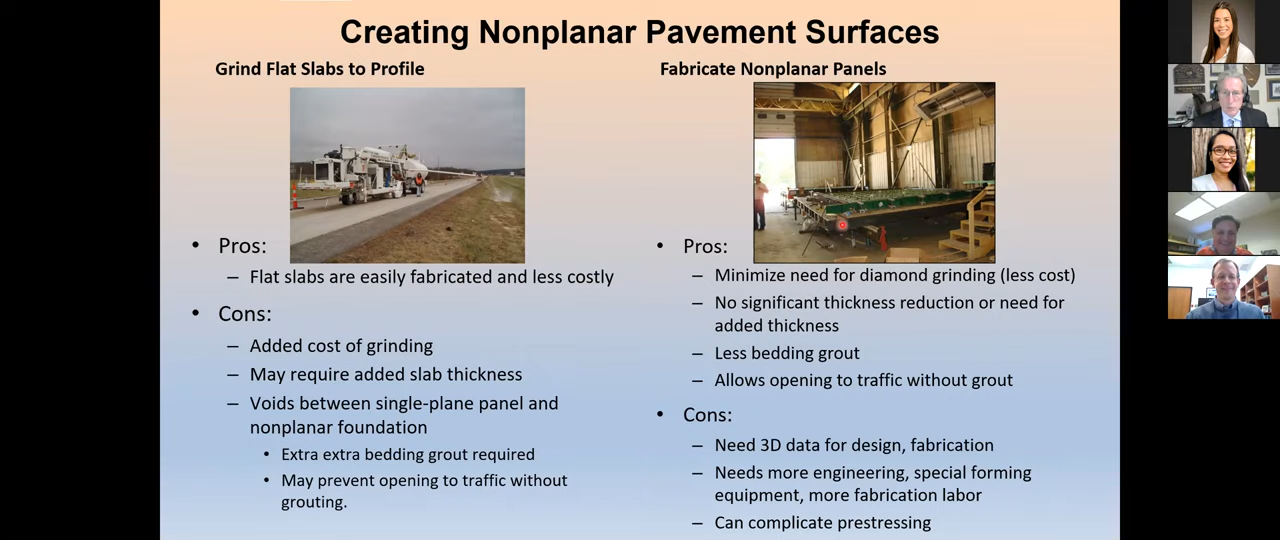 Creating Nonplanar Pavement Surfaces
Grind Flat Slabs to Profile
• Pros:
– Flat slabs are easily fabricated and less costly
• Cons:
– Added cost of grinding
– May require added slab thickness
– Voids between single-plane panel and
nonplanar foundation
• Extra extra bedding grout required
• May prevent opening to traffic without
grouting.
Fabricate Nonplanar Panels
• Pros:
– Minimize need for diamond grinding (less cost)
– No significant thickness reduction or need for
added thickness
– Less bedding grout
– Allows opening to traffic without grout
• Cons:
– Need 3D data for design, fabrication
– Needs more engineering, special forming
equipment, more fabrication labor
– Can complicate prestressing